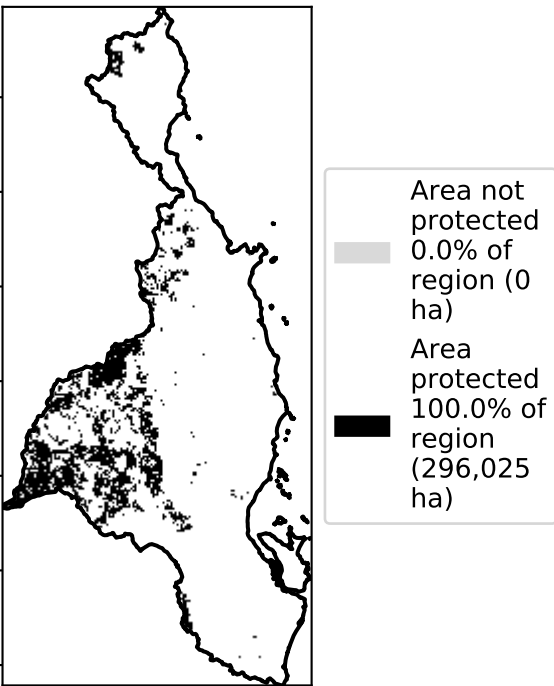 Area not
protected
0.0% of
region (0
ha)
Area
protected
100.0% of
region
(296,025
ha)